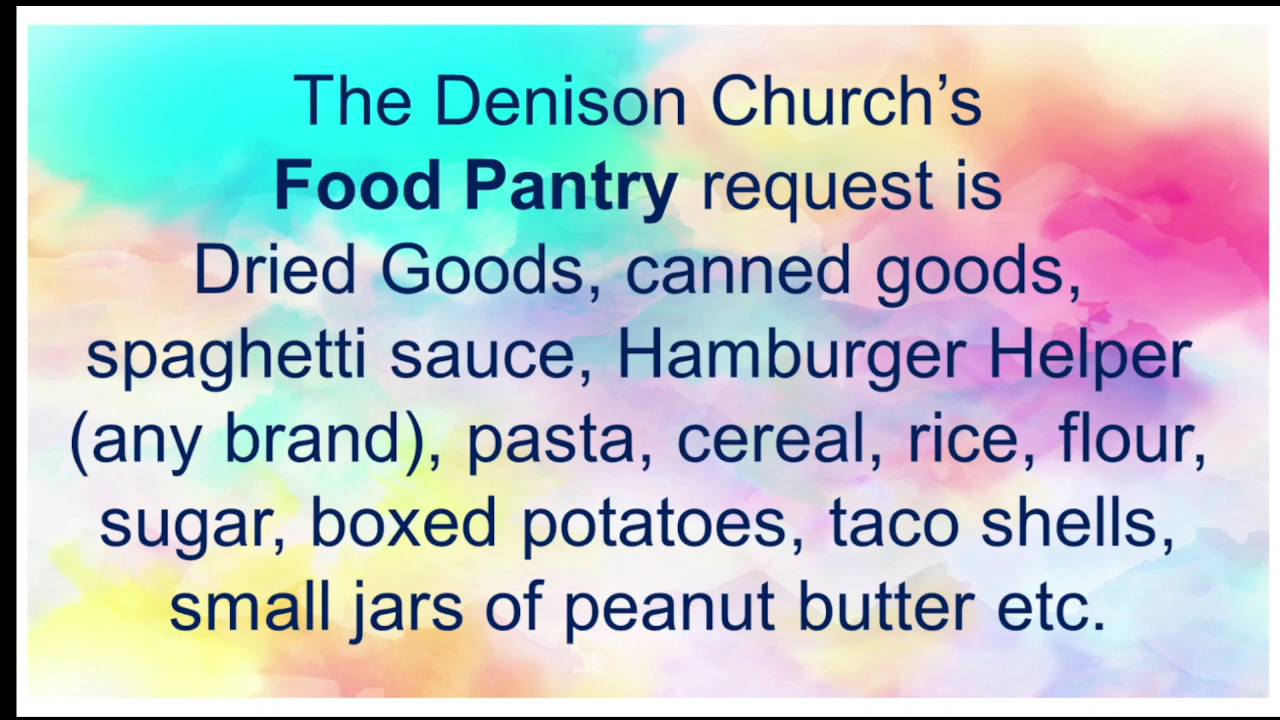 The Denison Church’s
Food Pantry request is
Dried Goods, canned goods,
spaghetti sauce, Hamburger Helper
(any brand), pasta, cereal, rice, flour,
sugar, boxed potatoes, taco shells,
small jars of peanut butter etc.